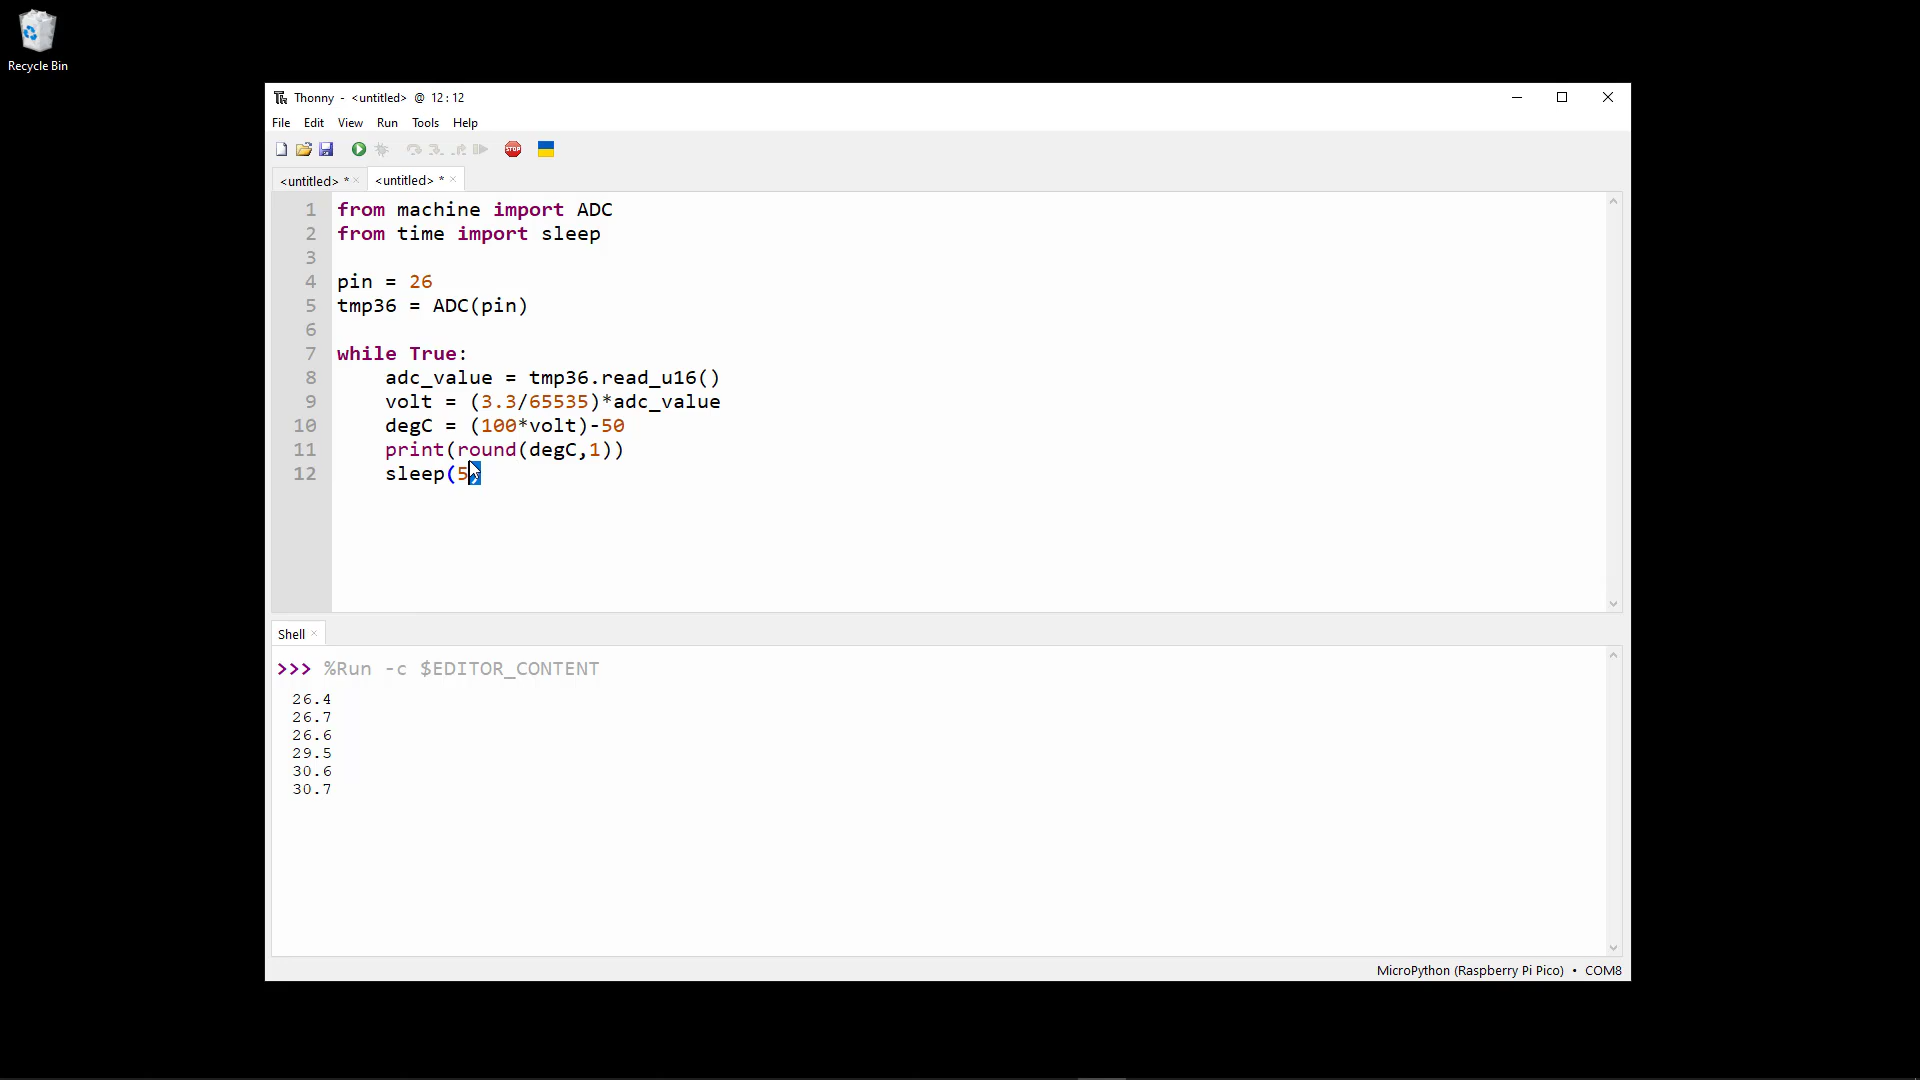 Recycle Bin
Thonny - <untitled> @ 12:12
File Edit View Run Tools Help
STOP
<untitled> * × <untitled> * ×
1 from machine import ADC
2 from time import sleep
3
4 pin = 26
5 tmp36 = ADC(pin)
6
7 while True:
8 adc_value = tmp36.read_u16()
9 volt = (3.3/65535)*adc_value
10 degC = (100*volt)-50
11 print(round(degC,1))
12 sleep(5)
Shell ×
>>> %Run -c $EDITOR_CONTENT
26.4
26.7
26.6
29.5
30.6
30.7
MicroPython (Raspberry Pi Pico) • COM8